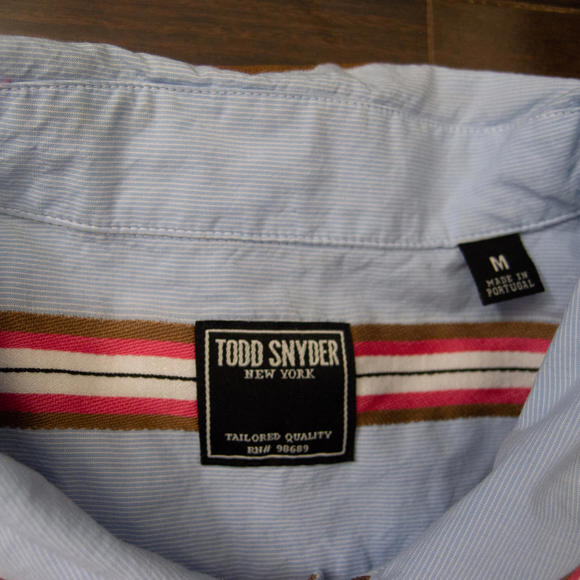 M
MADE IN
PORTUGAL
TODD SNYDER
NEW YORK
TAILORED QUALITY
RN# 98689